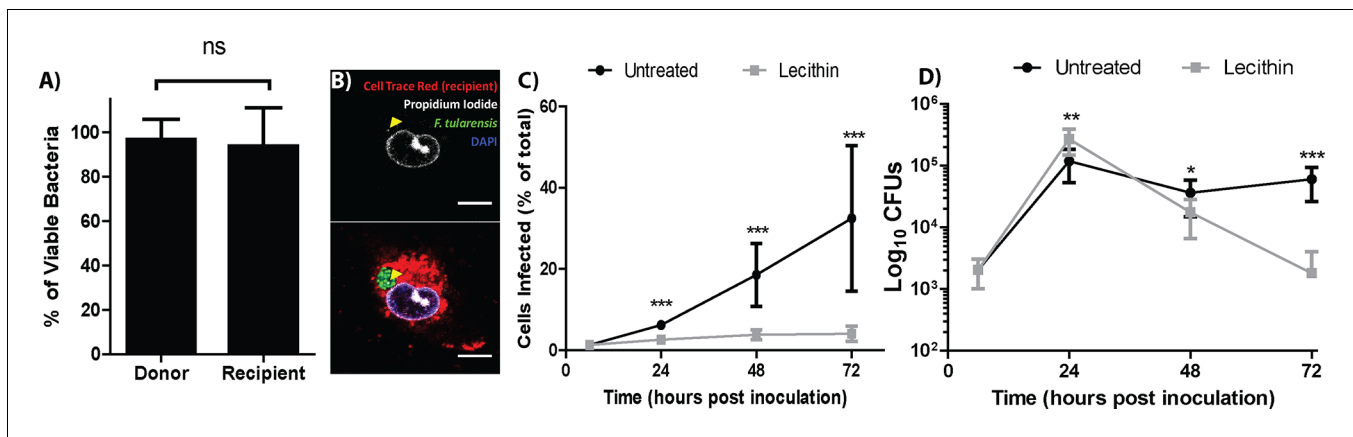 A)
ns
% of Viable Bacteria
100
80
60
40
20
0
Donor
Recipient
B)
Cell Trace Red (recipient)
Propidium Iodide
F. tularensis
DAPI
C)
Untreated
Lecithin
Cells Infected (% of total)
60
40
20
0
***
***
***
0
24
48
72
Time (hours post inoculation)
D)
Untreated
Lecithin
Log₁₀ CFUs
10⁶
10⁵
10⁴
10³
10²
**
*
***
0
24
48
72
Time (hours post inoculation)